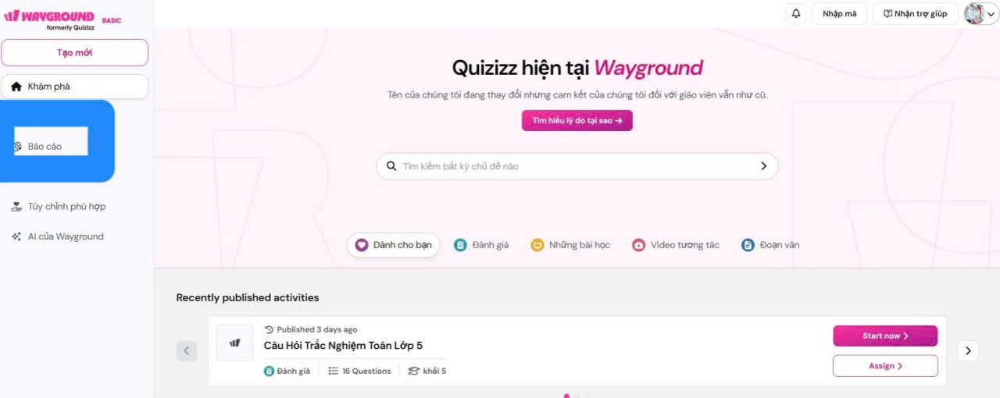 WAYGROUND BASIC
formerly Quizizz
Tạo mới
Khám phá
Báo cáo
Tùy chỉnh phù hợp
AI của Wayground
Nhập mã
Nhận trợ giúp
Quizizz hiện tại Wayground
Tên của chúng tôi đang thay đổi nhưng cam kết của chúng tôi đối với giáo viên vẫn như cũ.
Tìm hiểu lý do tại sao →
Tìm kiếm bất kỳ chủ đề nào
Dành cho bạn
Đánh giá
Những bài học
Video tương tác
Đoạn văn
Recently published activities
Published 3 days ago
Câu Hỏi Trắc Nghiệm Toán Lớp 5
Đánh giá
16 Questions
khối 5
Start now
Assign